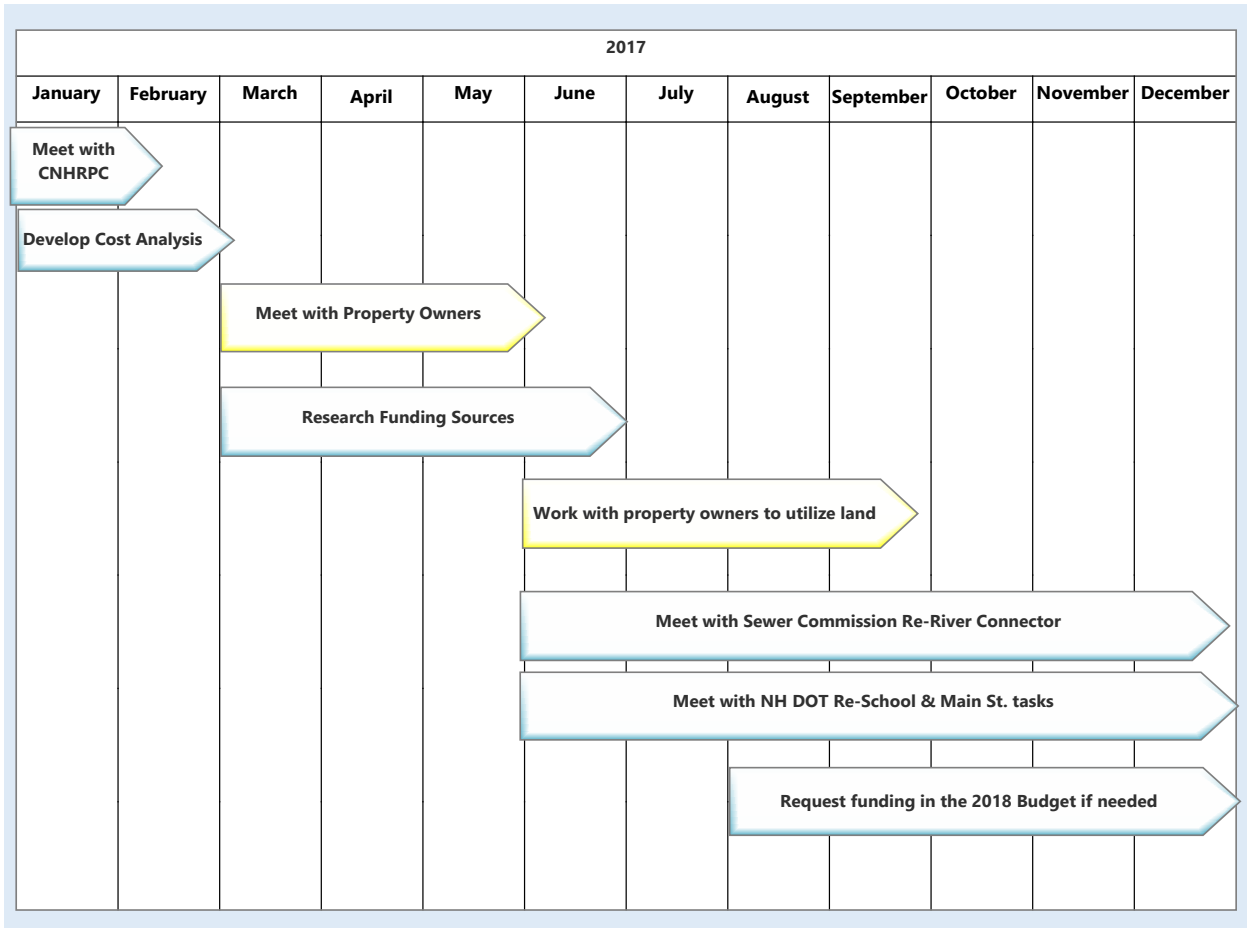 2017
January February March April May June July August September October November December
Meet with
CNHRPC
Develop Cost Analysis
Meet with Property Owners
Research Funding Sources
Work with property owners to utilize land
Meet with Sewer Commission Re-River Connector
Meet with NH DOT Re-School & Main St. tasks
Request funding in the 2018 Budget if needed